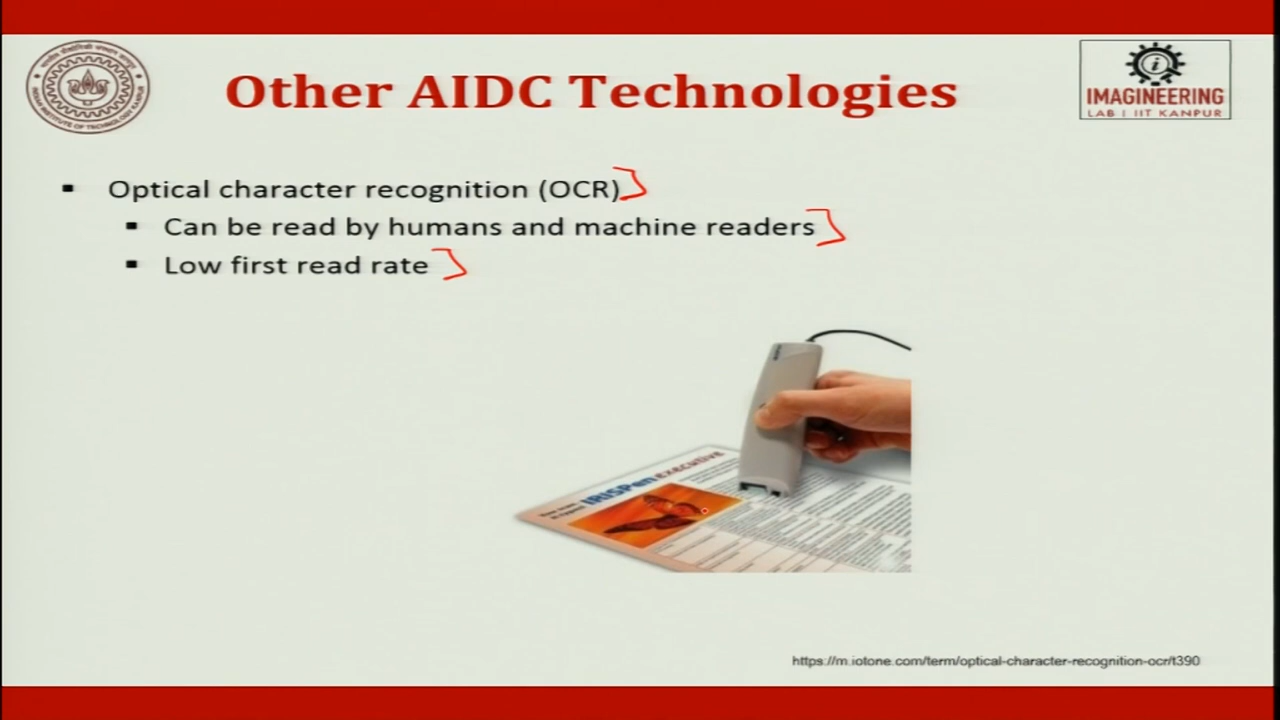 Other AIDC Technologies
IMAGINEERING
LAB | IIT KANPUR
Optical character recognition (OCR)
Can be read by humans and machine readers
Low first read rate
IRISPen executive
https://m.iotone.com/term/optical-character-recognition-ocr/t390